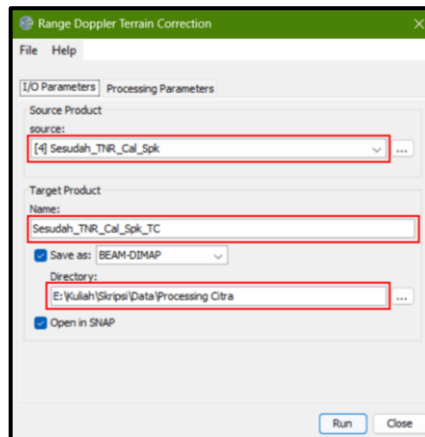 Range Doppler Terrain Correction
File Help
I/O Parameters Processing Parameters
Source Product
source:
[4] Sesudah_TNR_Cal_Spk
...
Target Product
Name:
Sesudah_TNR_Cal_Spk_TC
Save as: BEAM-DIMAP
Directory:
E:\Kuliah\Skripsi\Data\Processing Citra
...
Open in SNAP
Run Close